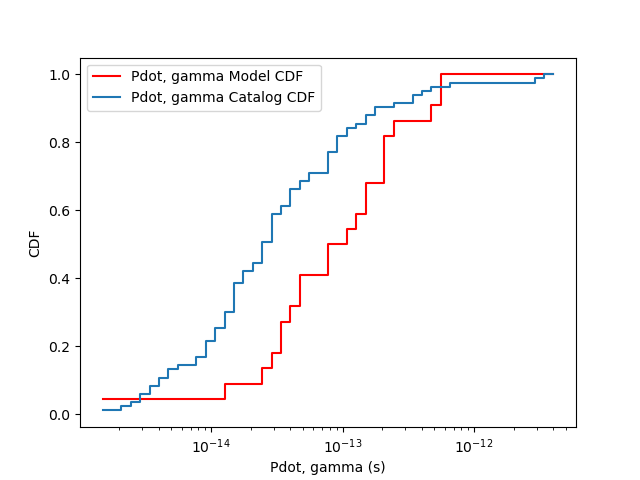 Pdot, gamma Model CDF
Pdot, gamma Catalog CDF
1.0
0.8
0.6
0.4
0.2
0.0
CDF
10⁻¹⁴
10⁻¹³
10⁻¹²
Pdot, gamma (s)